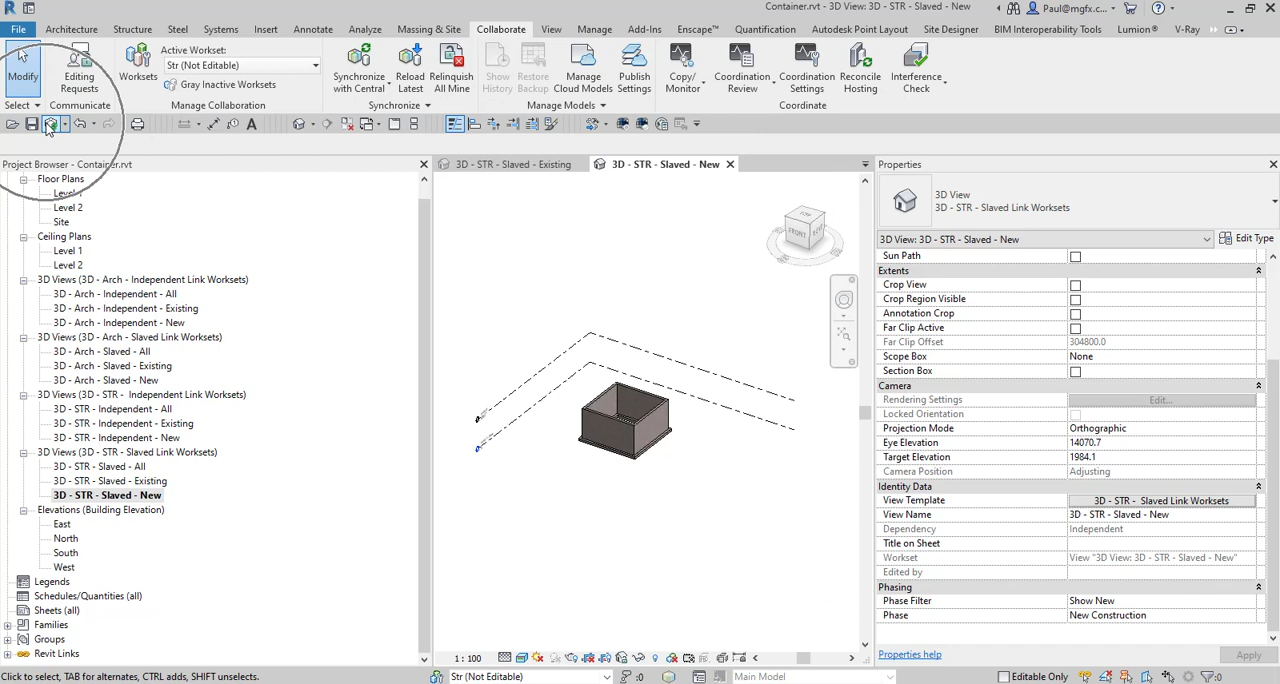 Container.rvt - 3D View: 3D - STR - Slaved - New
Paul@mgfx.c...
File Architecture Structure Steel Systems Insert Annotate Analyze Massing & Site Collaborate View Manage Enscape™ Quantification Autodesk Point Layout Site Designer BIM Interoperability Tools Lumion® V-Ray
Modify
Editing
Requests
Worksets
Active Workset:
Str (Not Editable)
Gray Inactive Worksets
Synchronize
with Central
Reload
Latest
Relinquish
All Mine
Show
History
Restore
Backup
Manage
Cloud Models
Publish
Settings
Copy/
Monitor
Coordination
Review
Coordination
Settings
Reconcile
Hosting
Interference
Check
Select Communicate Manage Collaboration Synchronize Manage Models Coordinate
Project Browser - Container.rvt
Floor Plans
Level 1
Level 2
Site
Ceiling Plans
Level 1
Level 2
3D Views (3D - Arch - Independent Link Worksets)
3D - Arch - Independent - All
3D - Arch - Independent - Existing
3D - Arch - Independent - New
3D Views (3D - Arch - Slaved Link Worksets)
3D - Arch - Slaved - All
3D - Arch - Slaved - Existing
3D - Arch - Slaved - New
3D Views (3D - STR - Independent Link Worksets)
3D - STR - Independent - All
3D - STR - Independent - Existing
3D - STR - Independent - New
3D Views (3D - STR - Slaved Link Worksets)
3D - STR - Slaved - All
3D - STR - Slaved - Existing
3D - STR - Slaved - New
Elevations (Building Elevation)
East
North
South
West
Legends
Schedules/Quantities (all)
Sheets (all)
Families
Groups
Revit Links
3D - STR - Slaved - Existing
3D - STR - Slaved - New
TOP
FRONT
1 : 100
Properties
3D View
3D - STR - Slaved Link Worksets
3D View: 3D - STR - Slaved - New
Edit Type
Sun Path
Extents
Crop View
Crop Region Visible
Annotation Crop
Far Clip Active
Far Clip Offset 304800.0
Scope Box None
Section Box
Camera
Rendering Settings Edit...
Locked Orientation
Projection Mode Orthographic
Eye Elevation 14070.7
Target Elevation 1984.1
Camera Position Adjusting
Identity Data
View Template 3D - STR - Slaved Link Worksets
View Name 3D - STR - Slaved - New
Dependency Independent
Title on Sheet
Workset View "3D View: 3D - STR - Slaved - New"
Edited by
Phasing
Phase Filter Show New
Phase New Construction
Properties help
Apply
Click to select, TAB for alternates, CTRL adds, SHIFT unselects.
Str (Not Editable)
:0
Main Model
Editable Only
:0